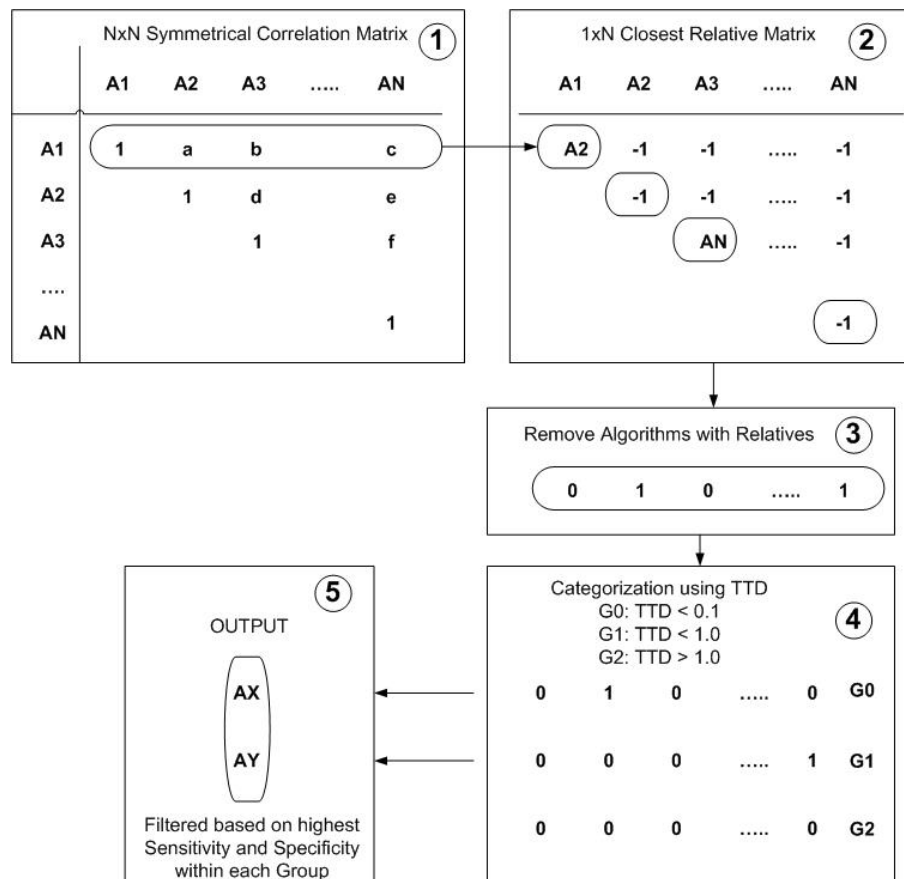 NxN Symmetrical Correlation Matrix
1
A1 A2 A3 ..... AN
A1 1 a b c
A2 1 d e
A3 1 f
....
AN 1
1xN Closest Relative Matrix
2
A1 A2 A3 ..... AN
A2 -1 -1 ..... -1
-1 -1 ..... -1
AN ..... -1
-1
Remove Algorithms with Relatives
3
0 1 0 ..... 1
Categorization using TTD
G0: TTD < 0.1
G1: TTD < 1.0
G2: TTD > 1.0
4
0 1 0 ..... 0 G0
0 0 0 ..... 1 G1
0 0 0 ..... 0 G2
5
OUTPUT
AX
AY
Filtered based on highest
Sensitivity and Specificity
within each Group